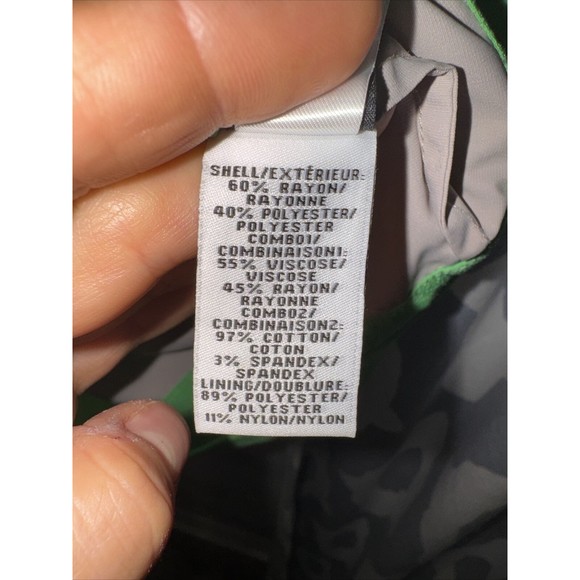 SHELL/EXTÉRIEUR:
60% RAYON/
RAYONNE
40% POLYESTER/
POLYESTER
COMBO1/
COMBINAISON1:
55% VISCOSE/
VISCOSE
45% RAYON/
RAYONNE
COMBO2/
COMBINAISON2:
97% COTTON/
COTON
3% SPANDEX/
SPANDEX
LINING/DOUBLURE:
89% POLYESTER/
POLYESTER
11% NYLON/NYLON